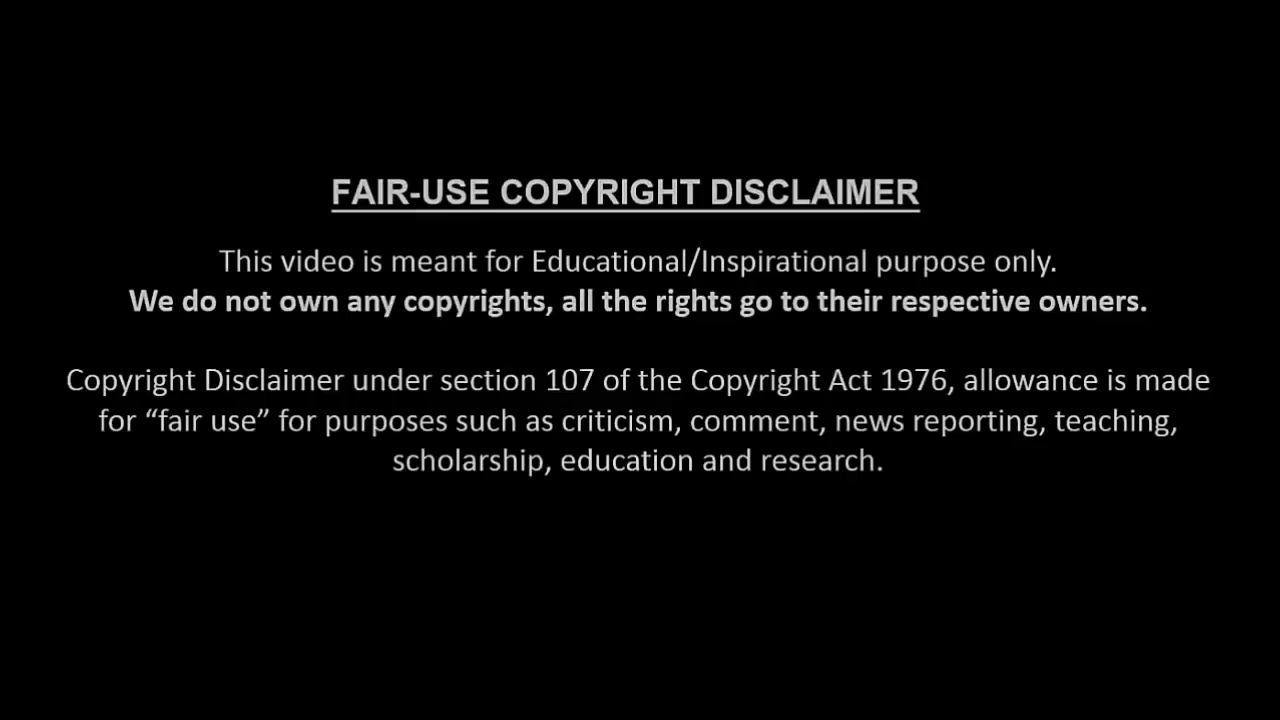 FAIR-USE COPYRIGHT DISCLAIMER
This video is meant for Educational/Inspirational purpose only.
We do not own any copyrights, all the rights go to their respective owners.
Copyright Disclaimer under section 107 of the Copyright Act 1976, allowance is made
for “fair use” for purposes such as criticism, comment, news reporting, teaching,
scholarship, education and research.